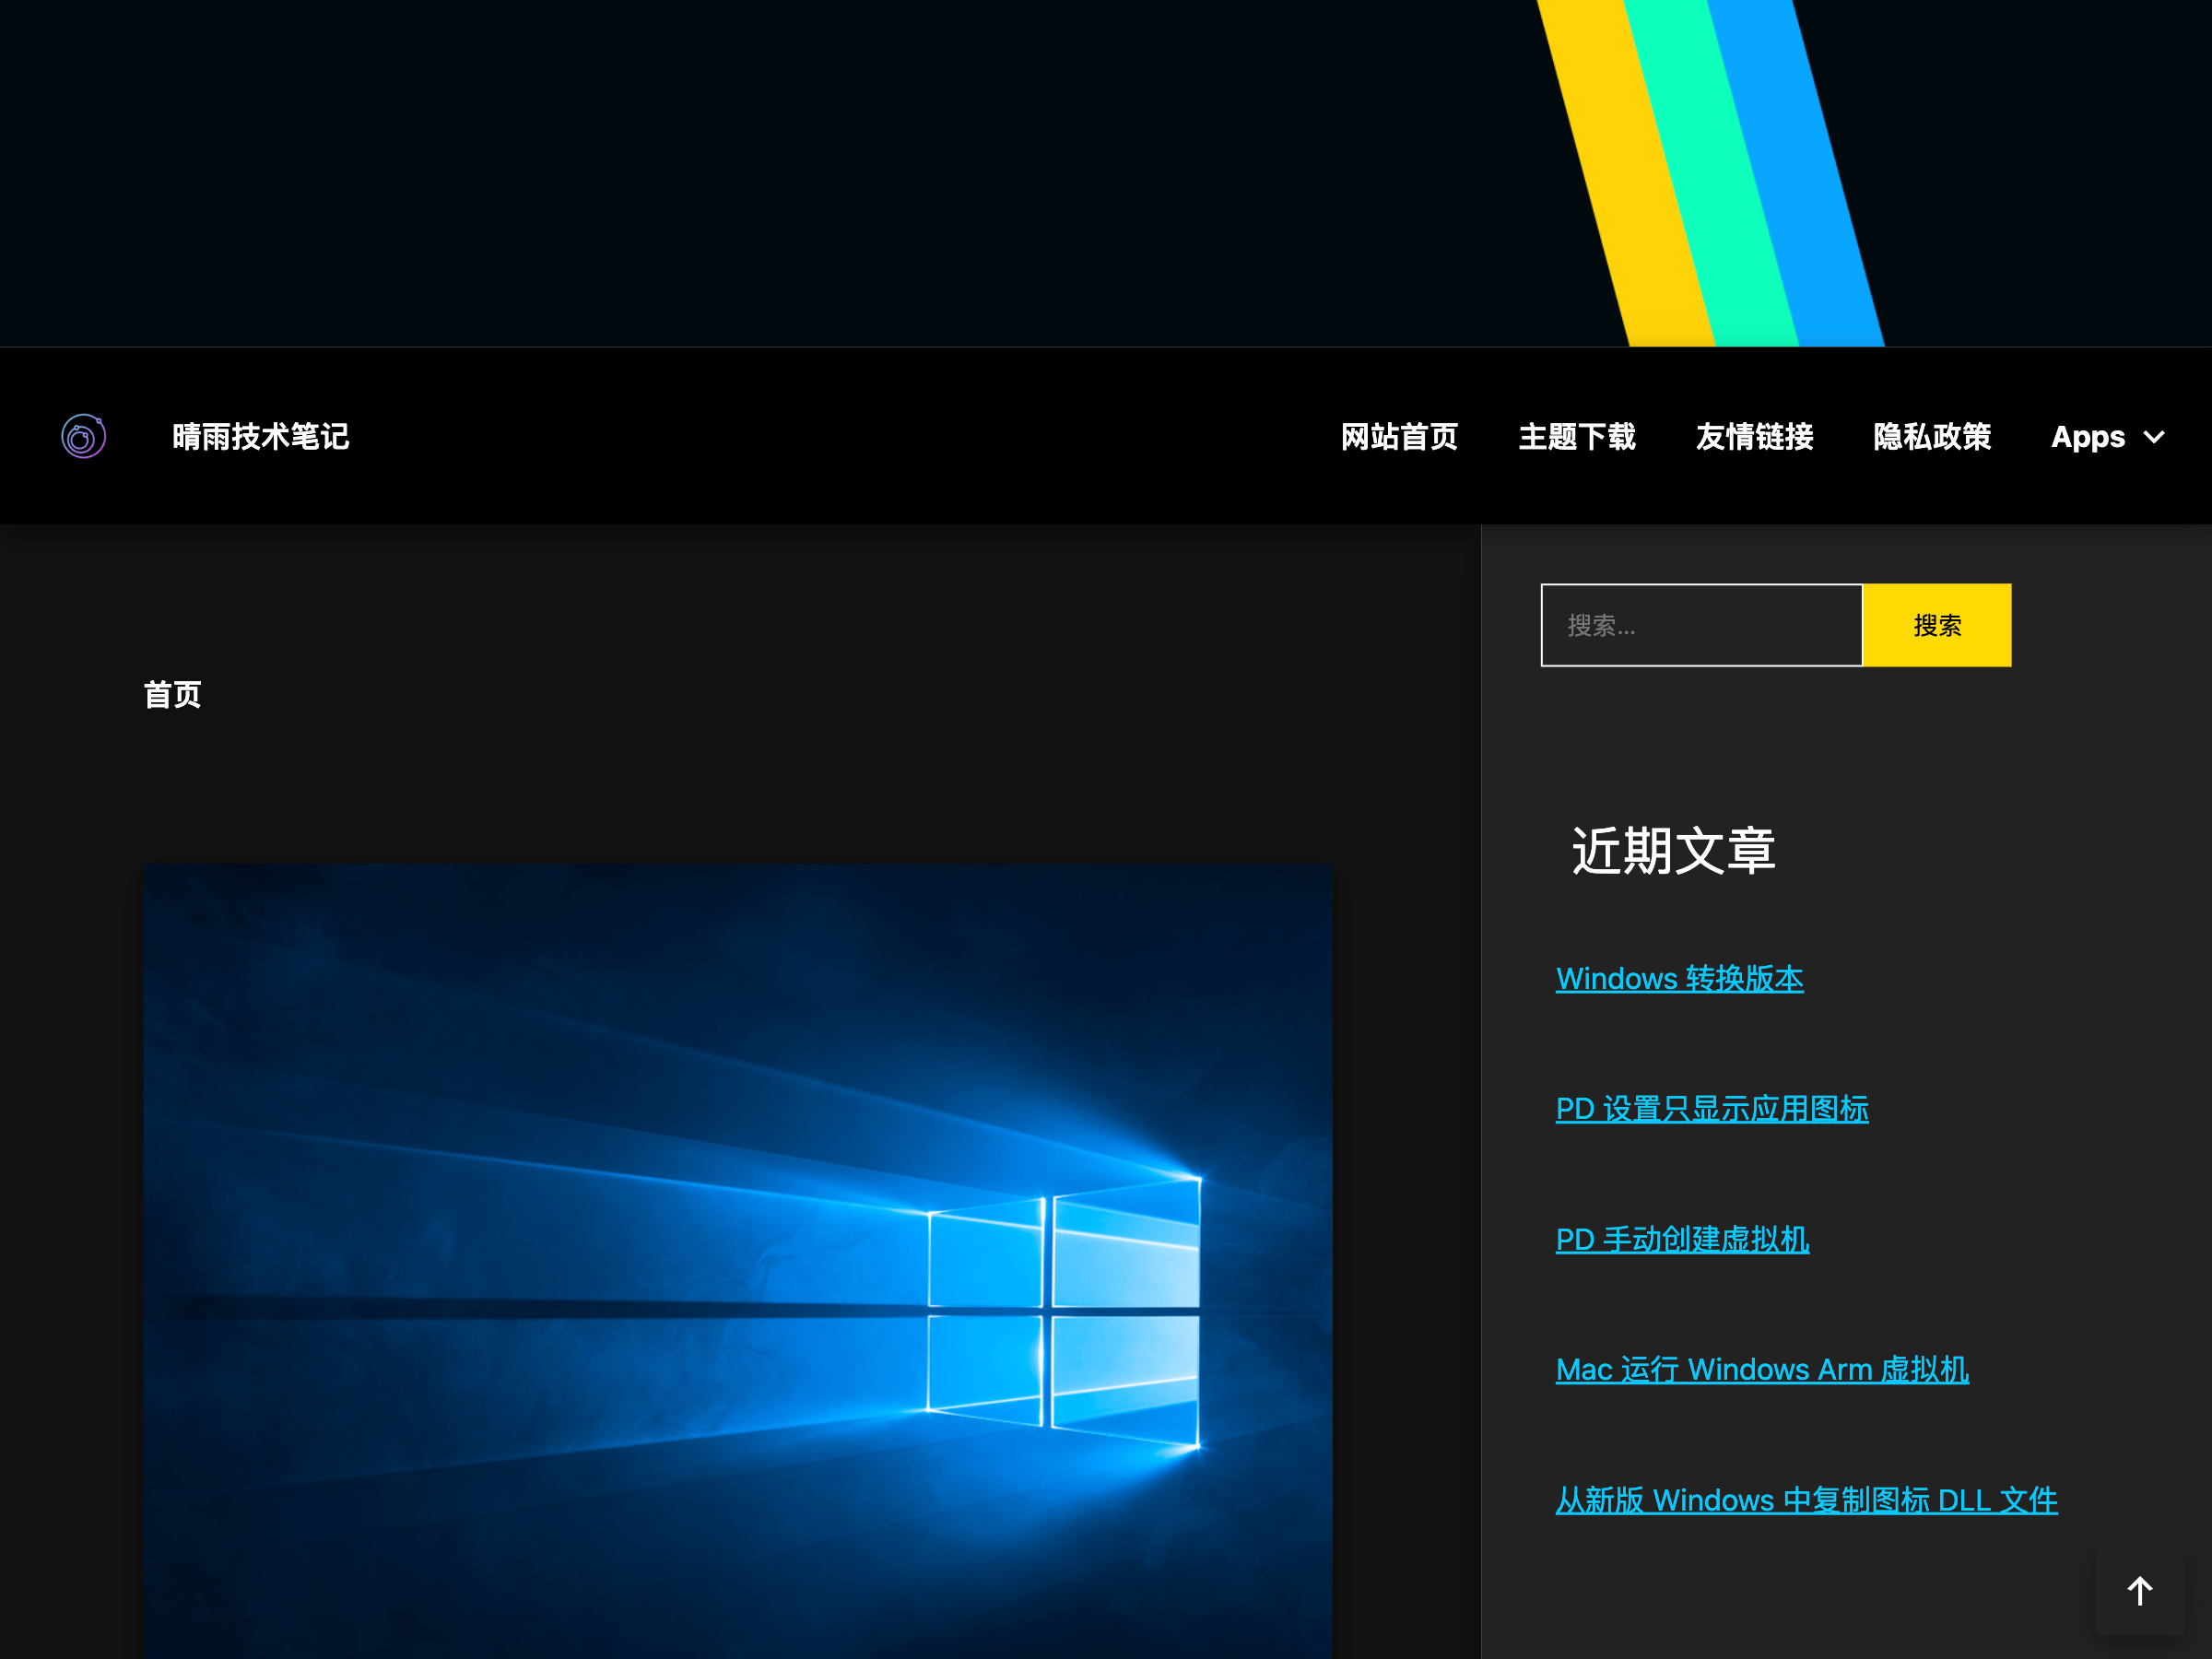 晴雨技术笔记
网站首页 主题下载 友情链接 隐私政策 Apps
搜索...
搜索
首页
近期文章
Windows 转换版本
PD 设置只显示应用图标
PD 手动创建虚拟机
Mac 运行 Windows Arm 虚拟机
从新版 Windows 中复制图标 DLL 文件